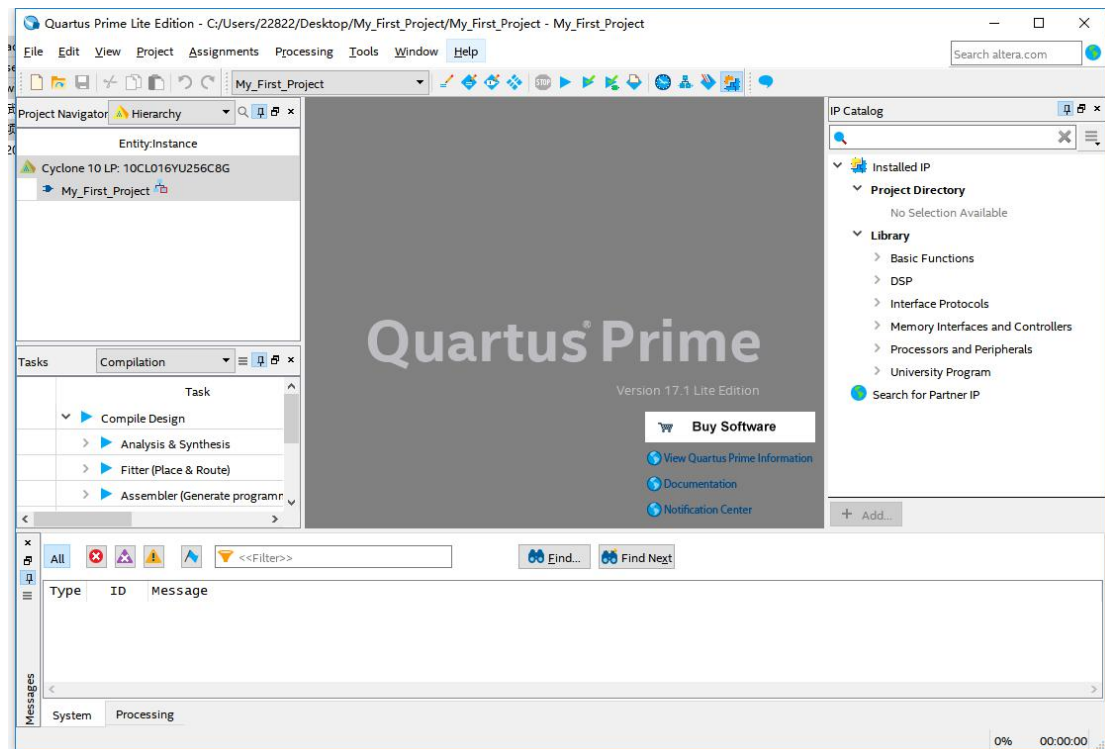 Quartus Prime Lite Edition - C:/Users/22822/Desktop/My_First_Project/My_First_Project - My_First_Project
File Edit View Project Assignments Processing Tools Window Help
Search altera.com
My_First_Project
STOP
Project Navigator Hierarchy
Entity:Instance
Cyclone 10 LP: 10CL016YU256C8G
My_First_Project
Tasks Compilation
Task
Compile Design
Analysis & Synthesis
Fitter (Place & Route)
Assembler (Generate programm
Quartus® Prime
Version 17.1 Lite Edition
Buy Software
View Quartus Prime Information
Documentation
Notification Center
IP Catalog
Installed IP
Project Directory
No Selection Available
Library
Basic Functions
DSP
Interface Protocols
Memory Interfaces and Controllers
Processors and Peripherals
University Program
Search for Partner IP
+ Add...
All <<Filter>> Find... Find Next
Type ID Message
Messages
System Processing
0% 00:00:00